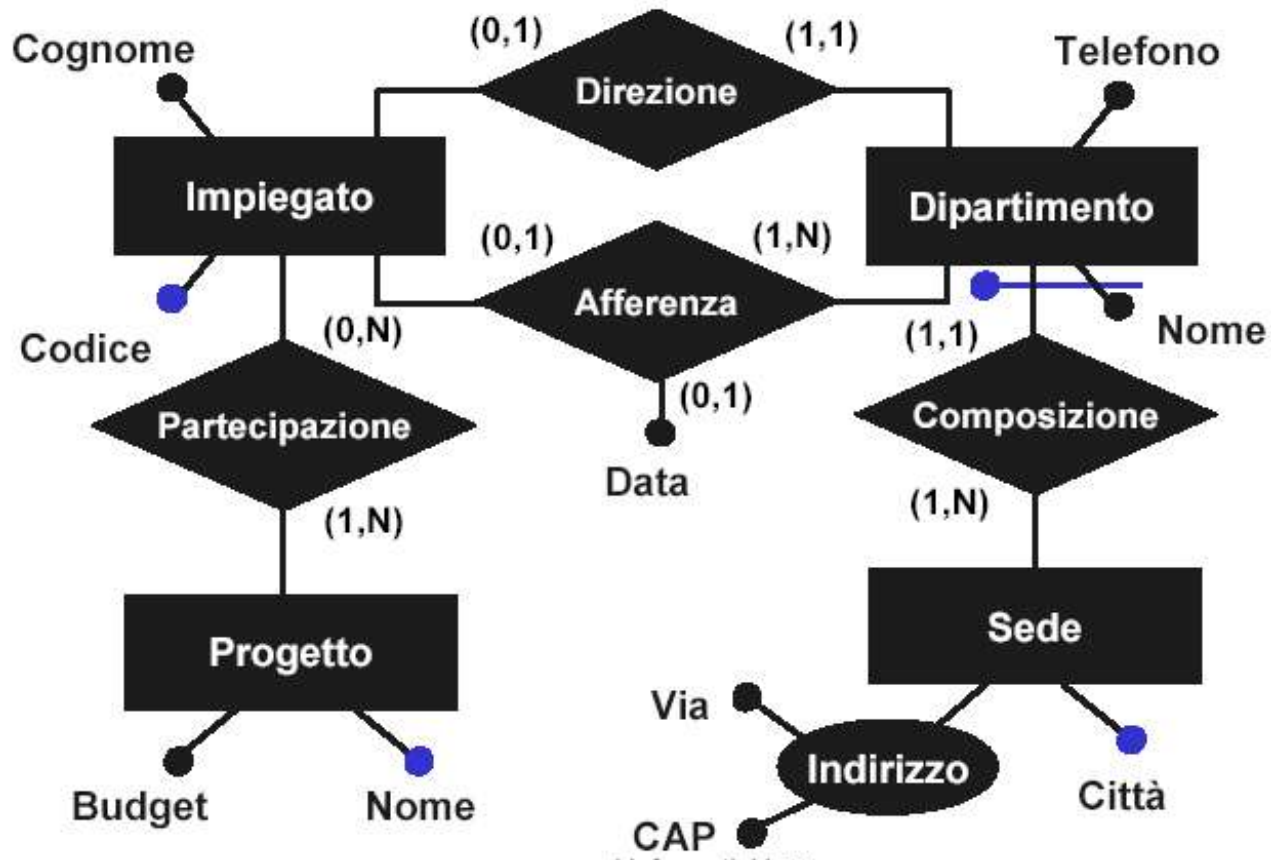 (0,1)
(1,1)
Cognome
Telefono
Direzione
Impiegato
Dipartimento
(0,1)
(1,N)
Afferenza
Codice
(0,N)
(1,1)
Nome
(0,1)
Partecipazione
Composizione
Data
(1,N)
(1,N)
Progetto
Sede
Via
Indirizzo
Budget
Nome
Città
CAP